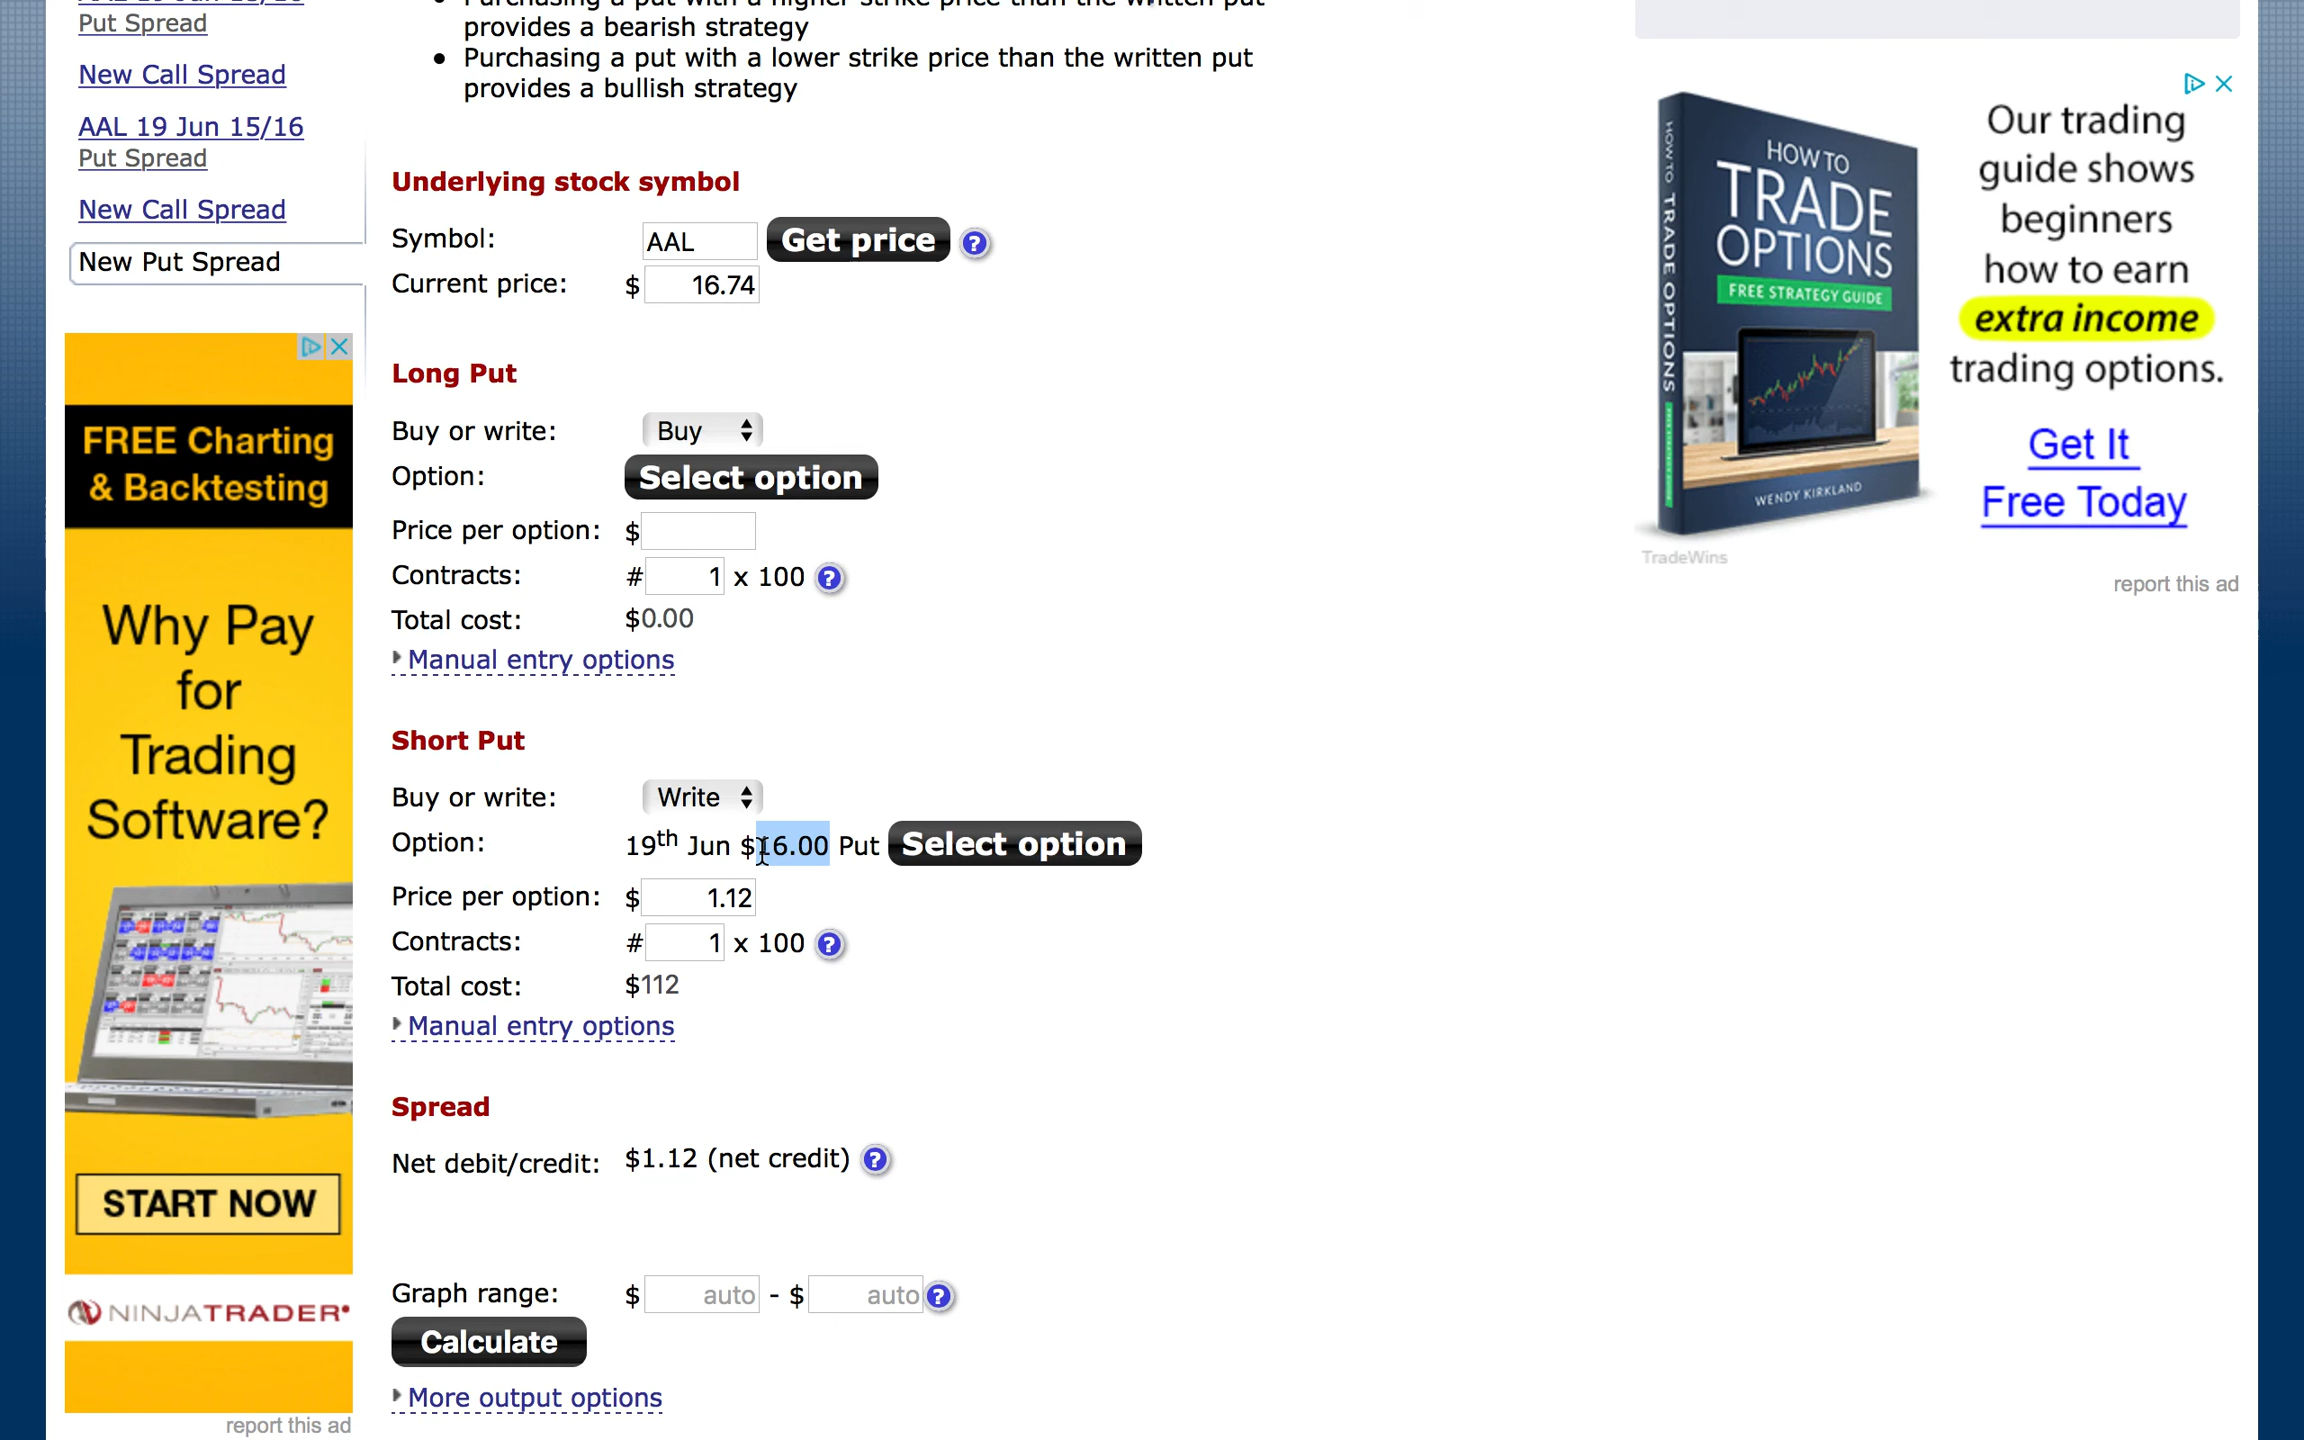 Put Spread
New Call Spread
AAL 19 Jun 15/16
Put Spread
New Call Spread
New Put Spread
FREE Charting
& Backtesting
Why Pay
for
Trading
Software?
START NOW
NINJATRADER
report this ad
provides a bearish strategy
• Purchasing a put with a lower strike price than the written put
provides a bullish strategy
Underlying stock symbol
Symbol: AAL Get price ?
Current price: $ 16.74
Long Put
Buy or write: Buy
Option: Select option
Price per option: $
Contracts: # 1 x 100 ?
Total cost: $0.00
Manual entry options
Short Put
Buy or write: Write
Option: 19th Jun $16.00 Put Select option
Price per option: $ 1.12
Contracts: # 1 x 100 ?
Total cost: $112
Manual entry options
Spread
Net debit/credit: $1.12 (net credit) ?
Graph range: $ auto - $ auto ?
Calculate
More output options
HOW TO TRADE OPTIONS
HOW TO
TRADE
OPTIONS
FREE STRATEGY GUIDE
WENDY KIRKLAND
Our trading
guide shows
beginners
how to earn
extra income
trading options.
Get It
Free Today
TradeWins
report this ad